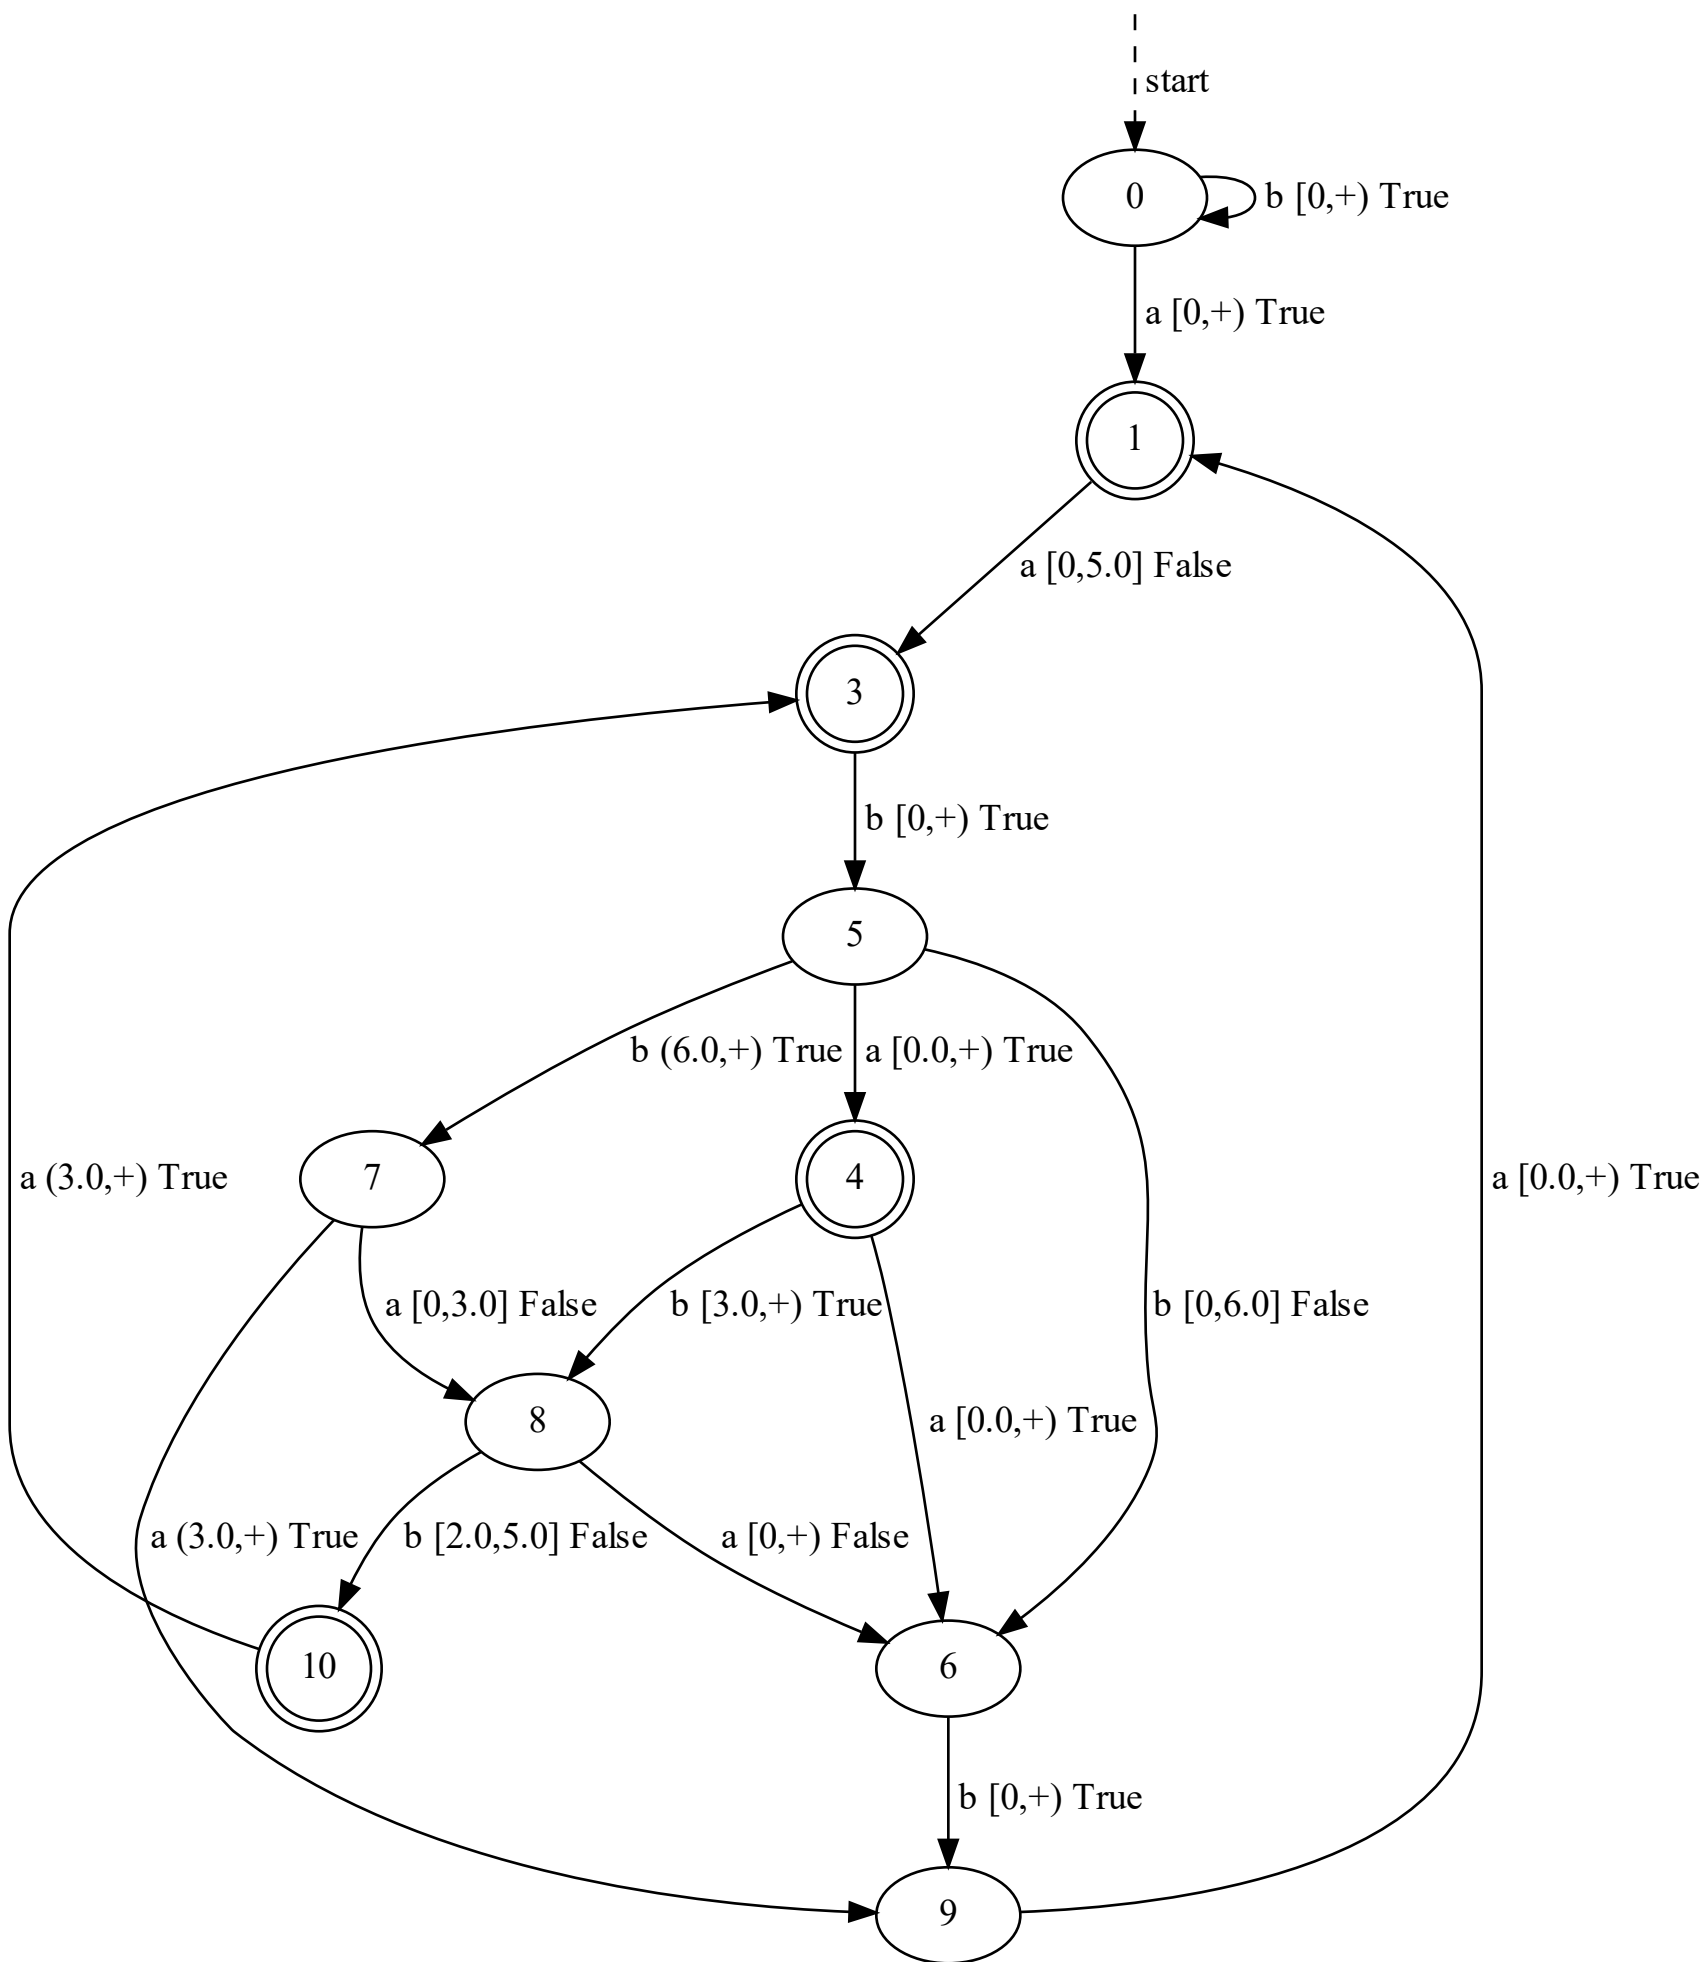 start
0
b [0,+) True
a [0,+) True
1
a [0,5.0] False
3
b [0,+) True
5
b (6.0,+) True
a [0.0,+) True
a (3.0,+) True
7
4
a [0.0,+) True
a [0,3.0] False
b [3.0,+) True
b [0,6.0] False
8
a [0.0,+) True
a (3.0,+) True
b [2.0,5.0] False
a [0,+) False
10
6
b [0,+) True
9